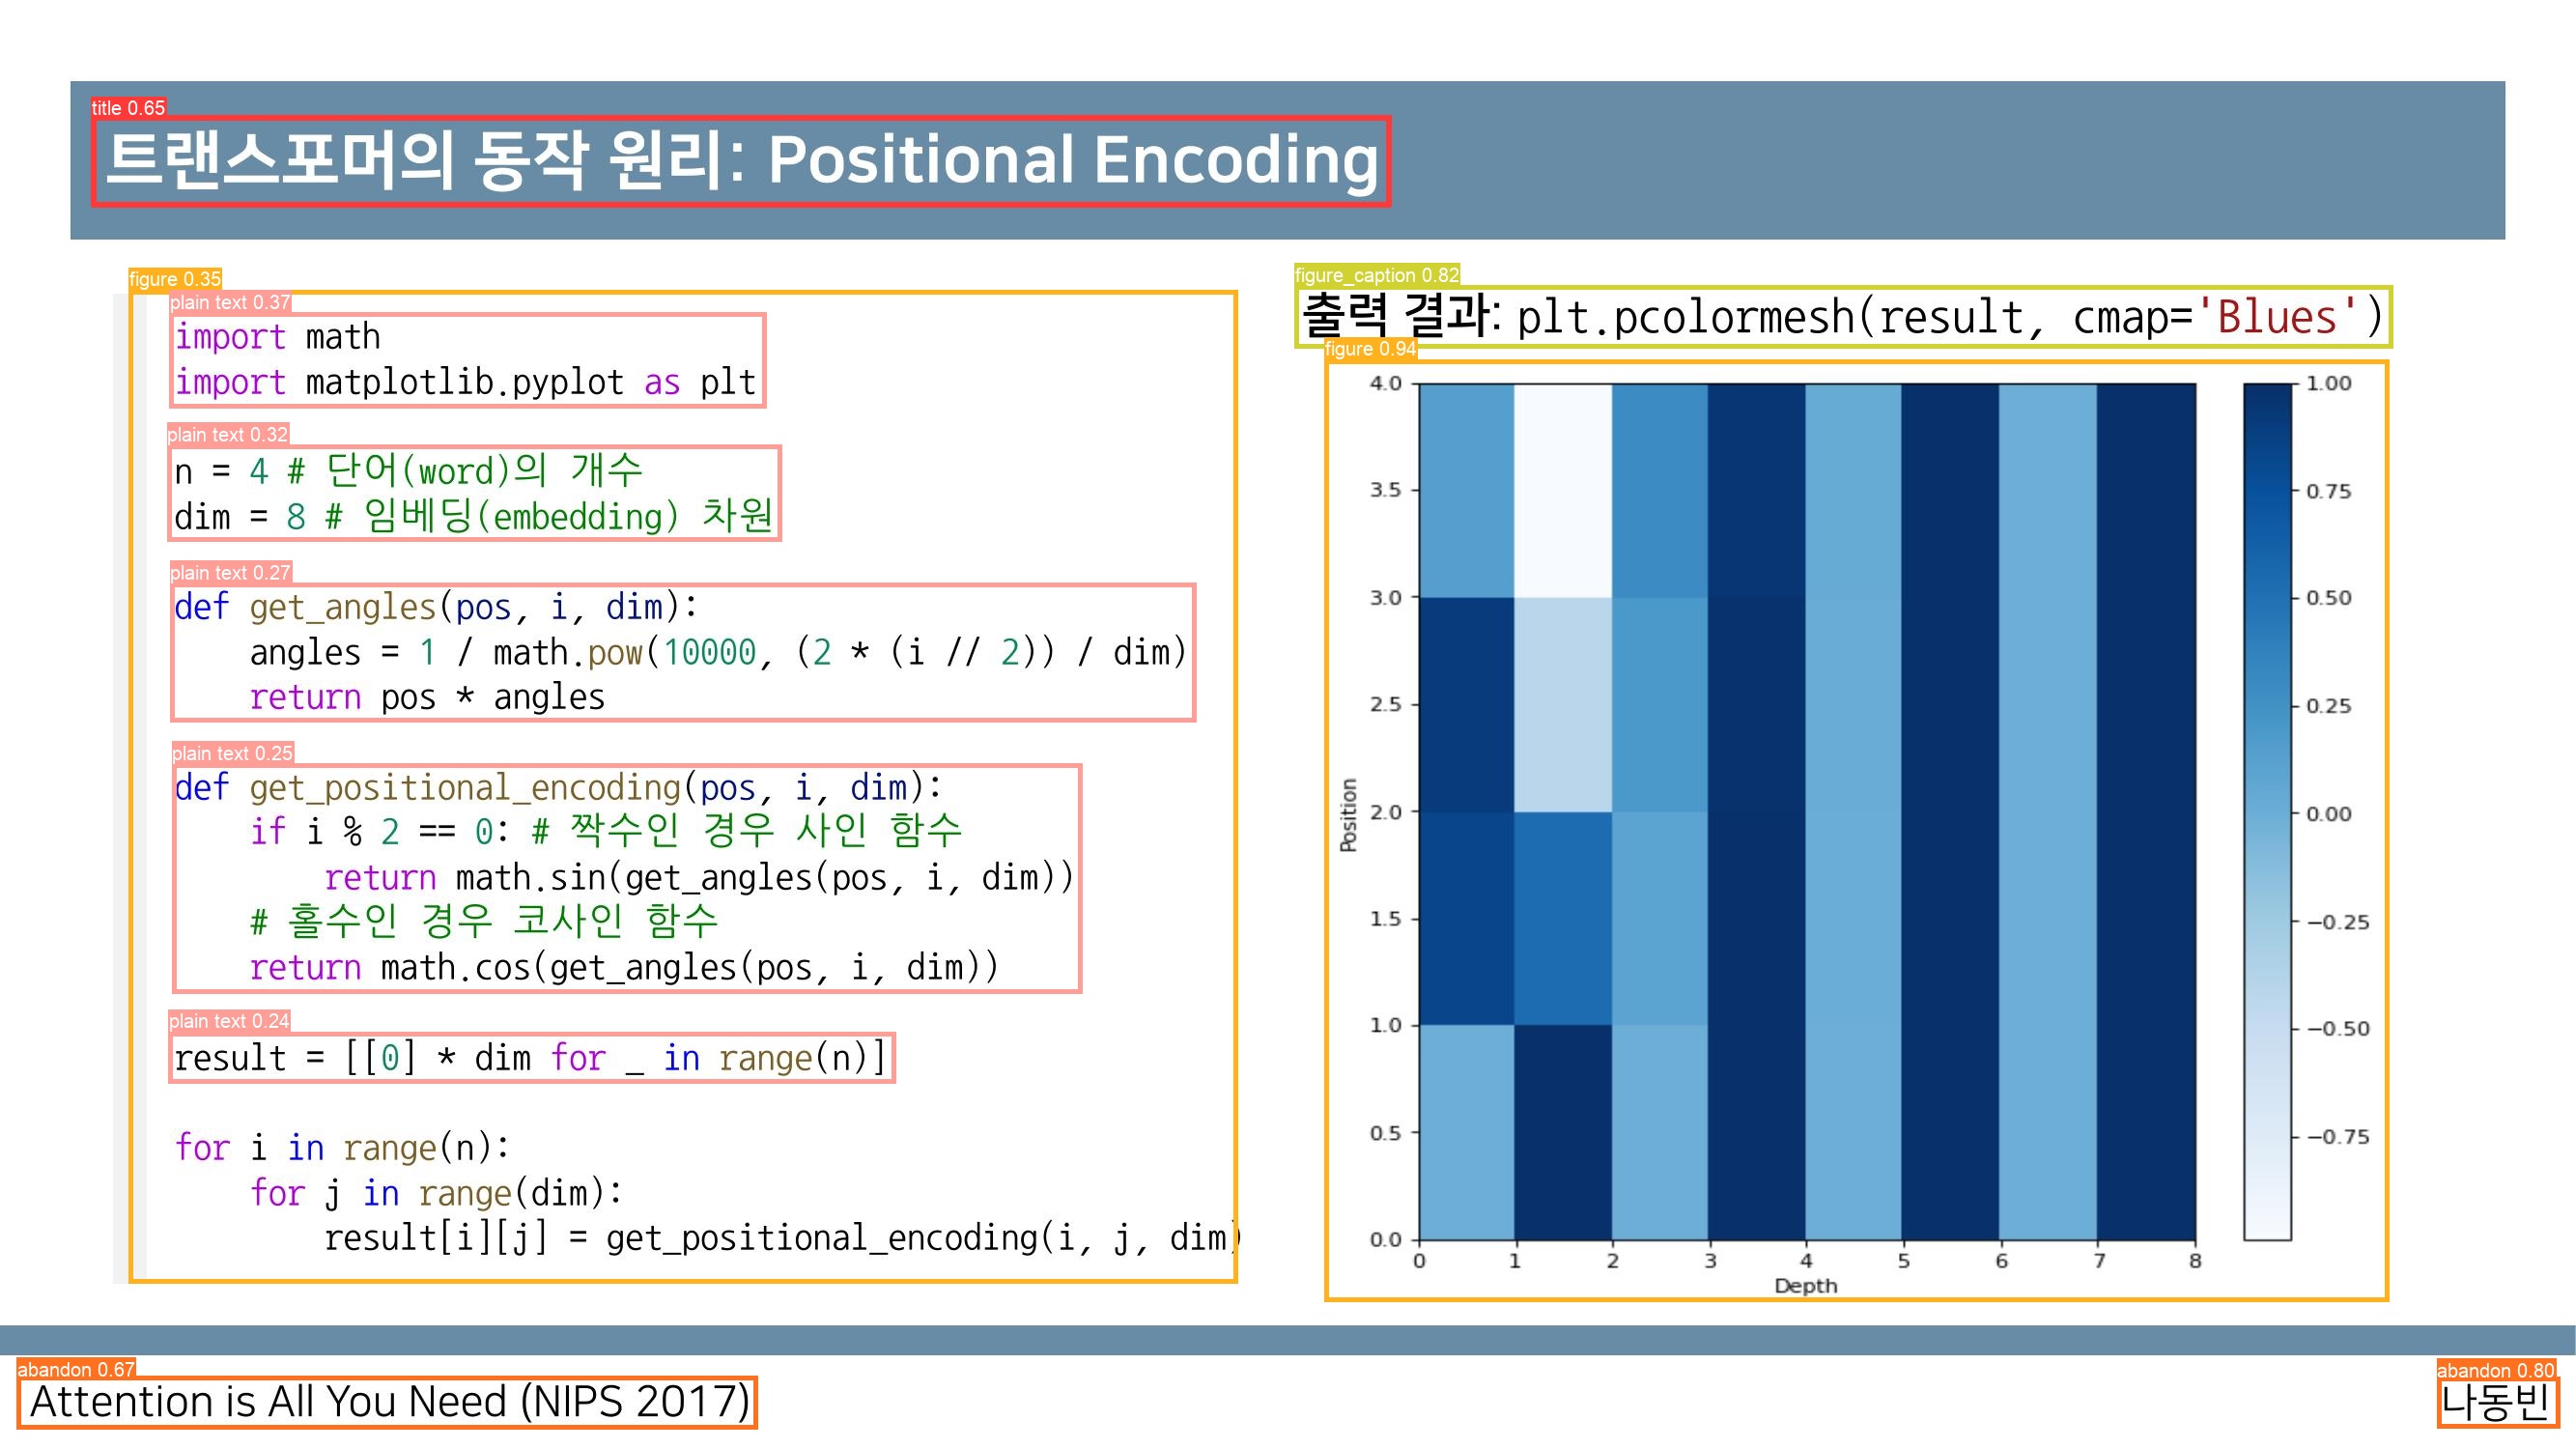 title 0.65
트랜스포머의 동작 원리: Positional Encoding
figure 0.35
plain text 0.37
import math
import matplotlib.pyplot as plt
plain text 0.32
n = 4 # 단어(word)의 개수
dim = 8 # 임베딩(embedding) 차원
plain text 0.27
def get_angles(pos, i, dim):
    angles = 1 / math.pow(10000, (2 * (i // 2)) / dim)
    return pos * angles
plain text 0.25
def get_positional_encoding(pos, i, dim):
    if i % 2 == 0: # 짝수인 경우 사인 함수
        return math.sin(get_angles(pos, i, dim))
    # 홀수인 경우 코사인 함수
    return math.cos(get_angles(pos, i, dim))
plain text 0.24
result = [[0] * dim for _ in range(n)]
for i in range(n):
    for j in range(dim):
        result[i][j] = get_positional_encoding(i, j, dim)
figure_caption 0.82
출력 결과: plt.pcolormesh(result, cmap='Blues')
figure 0.94
4.0
3.5
3.0
2.5
2.0
1.5
1.0
0.5
0.0
Position
0 1 2 3 4 5 6 7 8
Depth
1.00
0.75
0.50
0.25
0.00
−0.25
−0.50
−0.75
abandon 0.67
Attention is All You Need (NIPS 2017)
abandon 0.80
나동빈